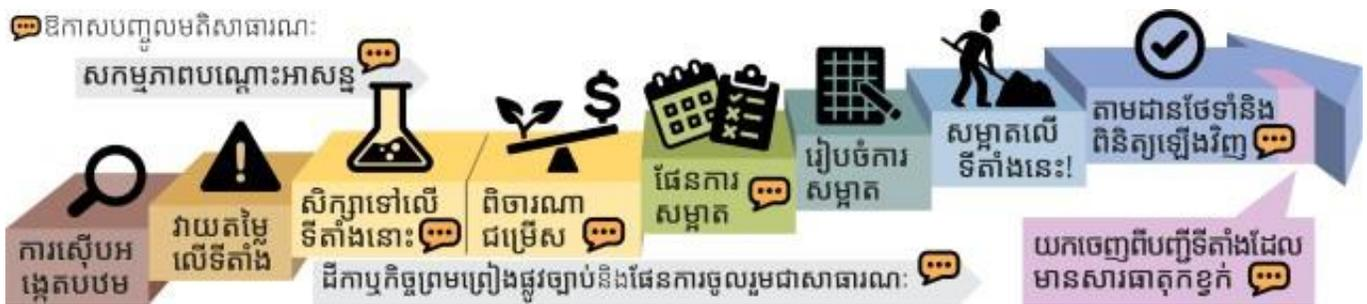 ឱកាសបញ្ចូលមតិសាធារណៈ
សកម្មភាពបណ្ដោះអាសន្ន
ការស៊ើបអ
ង្កេតបឋម
វាយតម្លៃ
លើទីតាំង
សិក្សាទៅលើ
ទីតាំងនោះ
ពិចារណា
ជម្រើស
ផែនការ
សម្អាត
រៀបចំការ
សម្អាត
សម្អាតលើ
ទីតាំងនេះ!
តាមដានថែទាំនិង
ពិនិត្យឡើងវិញ
ដីកាឬកិច្ចព្រមព្រៀងផ្លូវច្បាប់និងផែនការចូលរួមជាសាធារណៈ
យកចេញពីបញ្ជីទីតាំងដែល
មានសារធាតុកខ្វក់